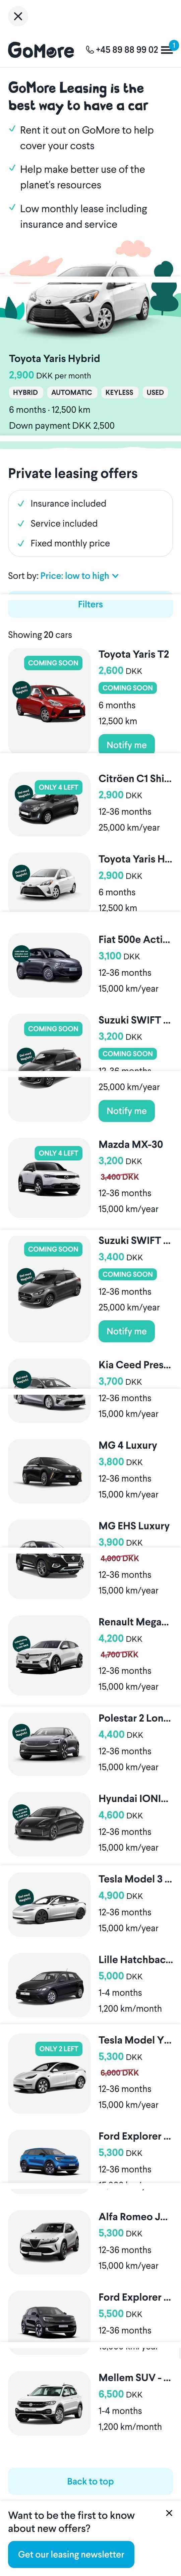 GoMore
+45 89 88 99 02
1
GoMore Leasing is the
best way to have a car
Rent it out on GoMore to help
cover your costs
Help make better use of the
planet's resources
Low monthly lease including
insurance and service
Toyota Yaris Hybrid
2,900 DKK per month
HYBRID AUTOMATIC KEYLESS USED
6 months · 12,500 km
Down payment DKK 2,500
Private leasing offers
Insurance included
Service included
Fixed monthly price
Sort by: Price: low to high
Filters
Showing 20 cars
COMING SOON
Toyota Yaris T2
2,600 DKK
COMING SOON
6 months
12,500 km
Notify me
ONLY 4 LEFT
Citröen C1 Shi...
2,900 DKK
12-36 months
25,000 km/year
Toyota Yaris H...
2,900 DKK
6 months
12,500 km
Fiat 500e Acti...
3,100 DKK
12-36 months
15,000 km/year
COMING SOON
Suzuki SWIFT ...
3,200 DKK
COMING SOON
12-36 months
25,000 km/year
Notify me
ONLY 4 LEFT
Mazda MX-30
3,200 DKK
3,400 DKK
12-36 months
15,000 km/year
COMING SOON
Suzuki SWIFT ...
3,400 DKK
COMING SOON
12-36 months
25,000 km/year
Notify me
Kia Ceed Pres...
3,700 DKK
12-36 months
15,000 km/year
MG 4 Luxury
3,800 DKK
12-36 months
15,000 km/year
MG EHS Luxury
3,900 DKK
4,000 DKK
12-36 months
15,000 km/year
Renault Mega...
4,200 DKK
4,700 DKK
12-36 months
15,000 km/year
Polestar 2 Lon...
4,400 DKK
12-36 months
15,000 km/year
Hyundai IONI...
4,600 DKK
12-36 months
15,000 km/year
Tesla Model 3 ...
4,900 DKK
12-36 months
15,000 km/year
Lille Hatchbac...
5,000 DKK
1-4 months
1,200 km/month
ONLY 2 LEFT
Tesla Model Y...
5,300 DKK
6,000 DKK
12-36 months
15,000 km/year
Ford Explorer ...
5,300 DKK
12-36 months
Alfa Romeo J...
5,300 DKK
12-36 months
15,000 km/year
Ford Explorer ...
5,500 DKK
12-36 months
Mellem SUV - ...
6,500 DKK
1-4 months
1,200 km/month
Back to top
Want to be the first to know
about new offers?
Get our leasing newsletter